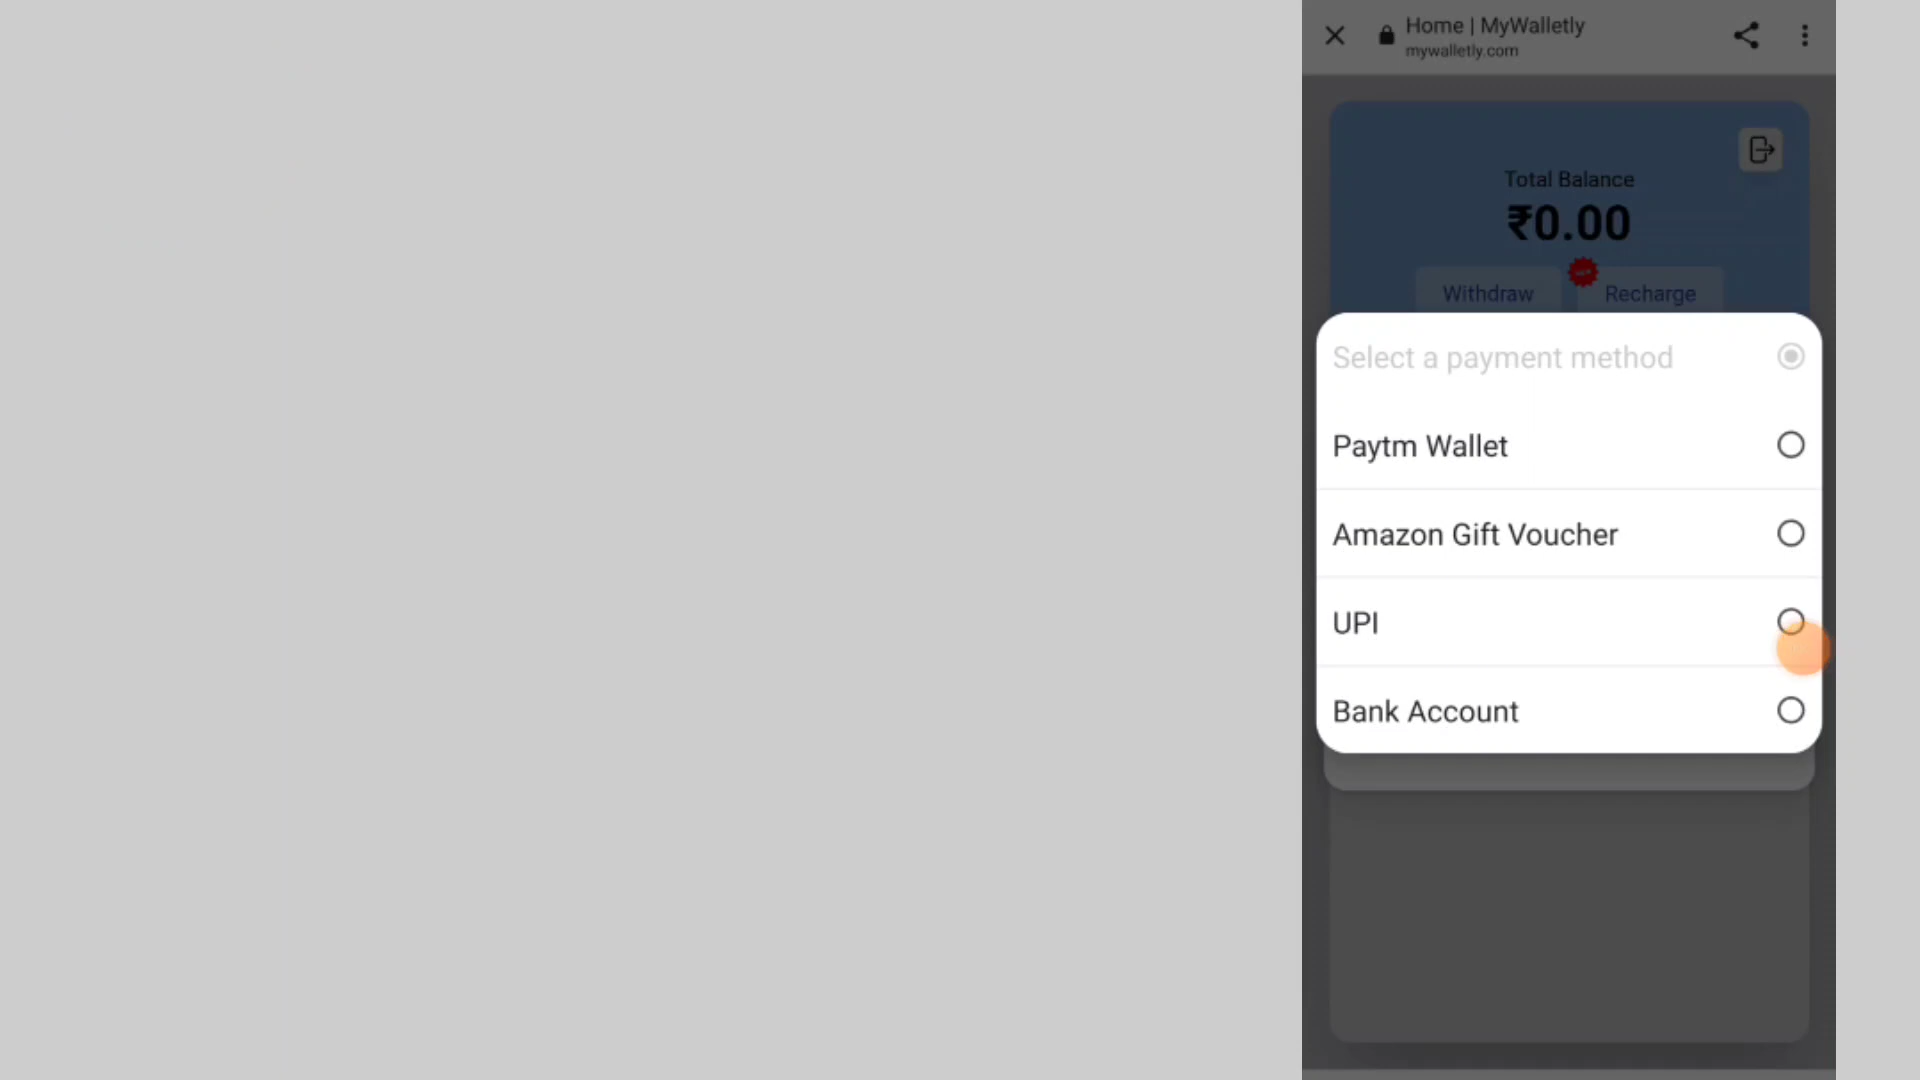 Home | MyWalletly
mywalletly.com
Total Balance
₹0.00
Withdraw
Recharge
Select a payment method
Paytm Wallet
Amazon Gift Voucher
UPI
Bank Account